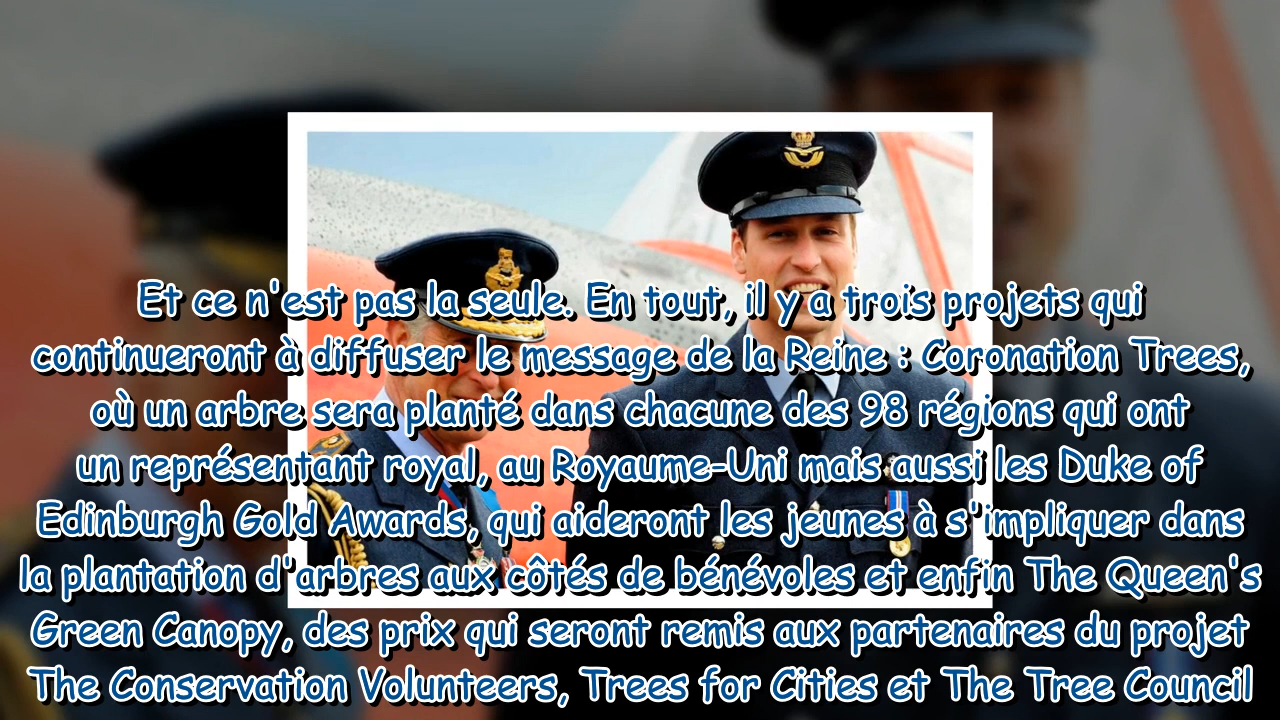 Et ce n'est pas la seule. En tout, il y a trois projets qui
continueront à diffuser le message de la Reine : Coronation Trees,
où un arbre sera planté dans chacune des 98 régions qui ont
un représentant royal, au Royaume-Uni mais aussi les Duke of
Edinburgh Gold Awards, qui aideront les jeunes à s'impliquer dans
la plantation d'arbres aux côtés de bénévoles et enfin The Queen's
Green Canopy, des prix qui seront remis aux partenaires du projet
The Conservation Volunteers, Trees for Cities et The Tree Council